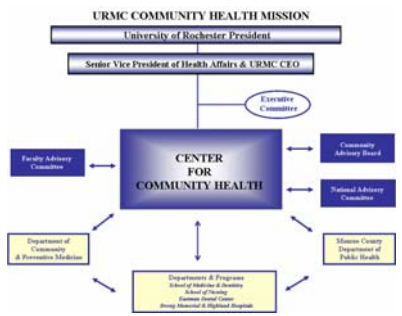 URMC COMMUNITY HEALTH MISSION
University of Rochester President
Senior Vice President of Health Affairs & URMC CEO
Executive
Committee
Faculty Advisory
Committee
CENTER
FOR
COMMUNITY HEALTH
Community
Advisory Board
National Advisory
Committee
Department of
Community
& Preventive Medicine
Monroe County
Department of
Public Health
Departments & Programs
School of Medicine & Dentistry
School of Nursing
Eastman Dental Center
Strong Memorial & Highland Hospitals